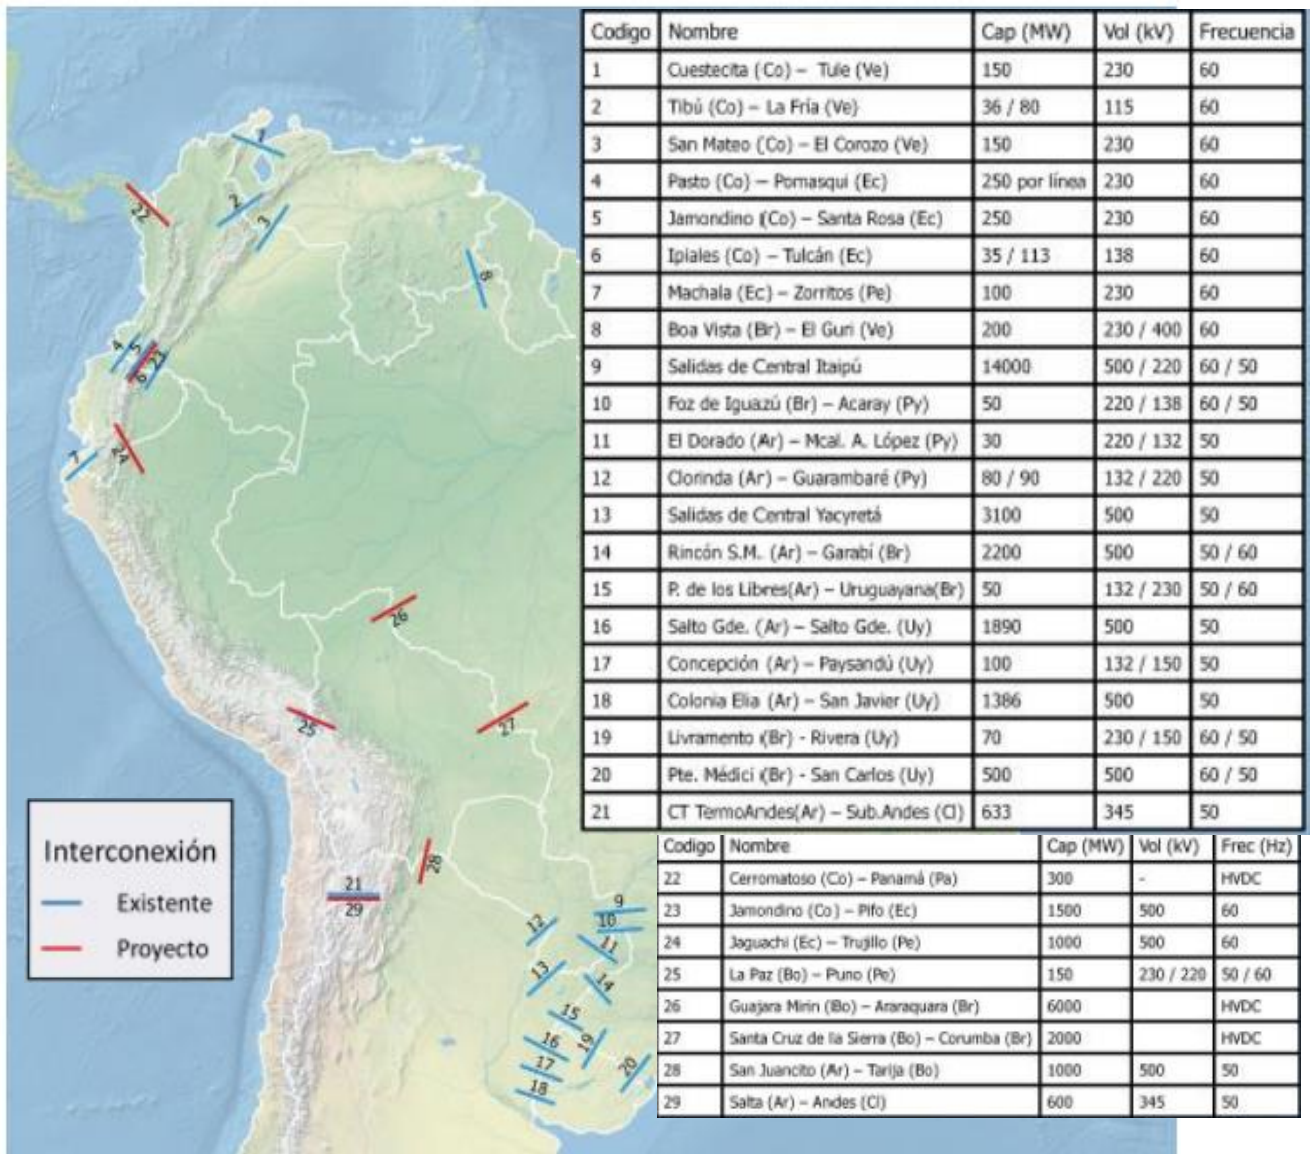 Codigo Nombre Cap (MW) Vol (kV) Frecuencia
1 Cuestecita (Co) – Tule (Ve) 150 230 60
2 Tibú (Co) – La Fría (Ve) 36 / 80 115 60
3 San Mateo (Co) – El Corozo (Ve) 150 230 60
4 Pasto (Co) – Pomasqui (Ec) 250 por línea 230 60
5 Jamondino (Co) – Santa Rosa (Ec) 250 230 60
6 Ipiales (Co) – Tulcán (Ec) 35 / 113 138 60
7 Machala (Ec) – Zorritos (Pe) 100 230 60
8 Boa Vista (Br) – El Guri (Ve) 200 230 / 400 60
9 Salidas de Central Itaipú 14000 500 / 220 60 / 50
10 Foz de Iguazú (Br) – Acaray (Py) 50 220 / 138 60 / 50
11 El Dorado (Ar) – Mcal. A. López (Py) 30 220 / 132 50
12 Clorinda (Ar) – Guarambaré (Py) 80 / 90 132 / 220 50
13 Salidas de Central Yacyretá 3100 500 50
14 Rincón S.M. (Ar) – Garabí (Br) 2200 500 50 / 60
15 P. de los Libres(Ar) – Uruguayana(Br) 50 132 / 230 50 / 60
16 Salto Gde. (Ar) – Salto Gde. (Uy) 1890 500 50
17 Concepción (Ar) – Paysandú (Uy) 100 132 / 150 50
18 Colonia Elia (Ar) – San Javier (Uy) 1386 500 50
19 Livramento (Br) - Rivera (Uy) 70 230 / 150 60 / 50
20 Pte. Médici (Br) - San Carlos (Uy) 500 500 60 / 50
21 CT TermoAndes(Ar) – Sub.Andes (Cl) 633 345 50
Codigo Nombre Cap (MW) Vol (kV) Frec (Hz)
22 Cerromatoso (Co) – Panamá (Pa) 300 - HVDC
23 Jamondino (Co) – Pifo (Ec) 1500 500 60
24 Jaguachi (Ec) – Trujillo (Pe) 1000 500 60
25 La Paz (Bo) – Puno (Pe) 150 230 / 220 50 / 60
26 Guajara Mirin (Bo) – Araraquara (Br) 6000 HVDC
27 Santa Cruz de la Sierra (Bo) – Corumba (Br) 2000 HVDC
28 San Juancito (Ar) – Tarija (Bo) 1000 500 50
29 Salta (Ar) – Andes (Cl) 600 345 50
1
2
3
22
8
4
5
6
23
7
24
26
25
27
28
21
29
9
10
12
11
13
14
15
16
19
17
18
20
Interconexión
Existente
Proyecto